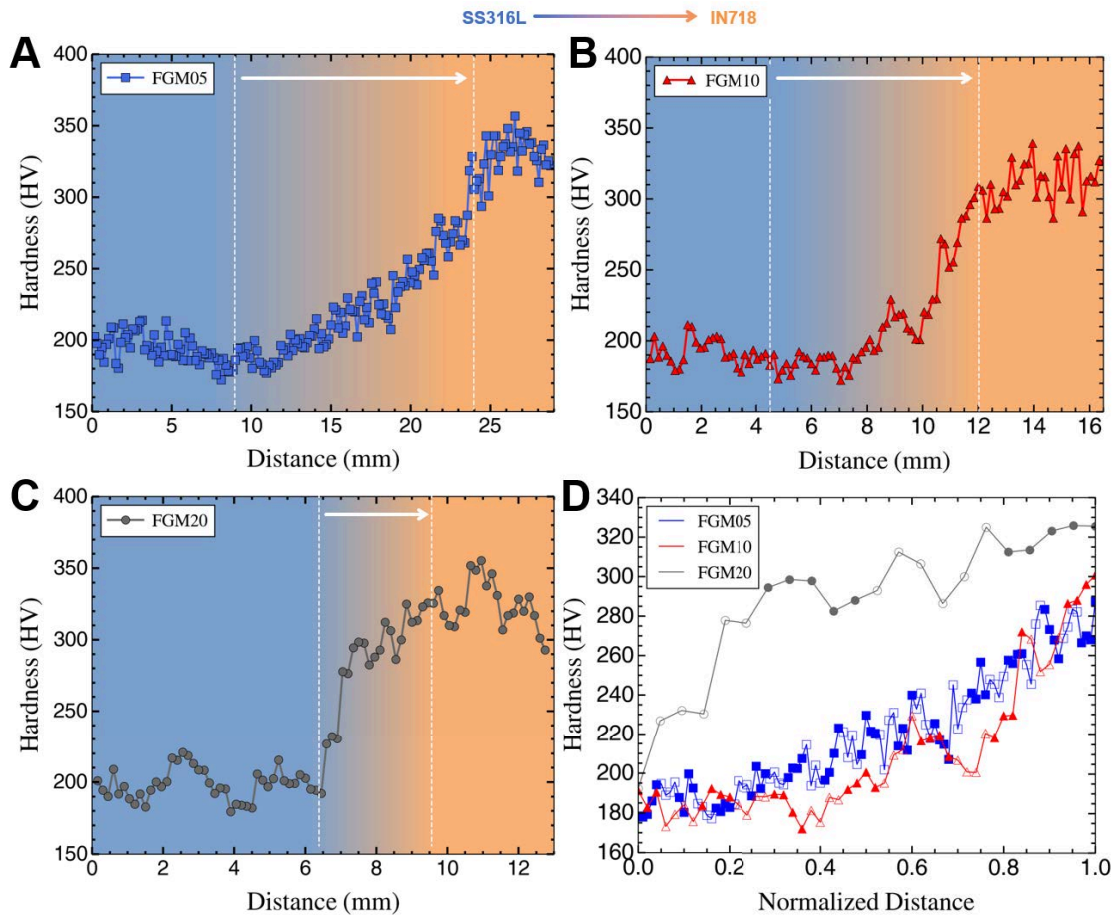 SS316L IN718
A
400
350
300
250
200
150
Hardness (HV)
FGM05
0 5 10 15 20 25
Distance (mm)
B
400
350
300
250
200
150
Hardness (HV)
FGM10
0 2 4 6 8 10 12 14 16
Distance (mm)
C
400
350
300
250
200
150
Hardness (HV)
FGM20
0 2 4 6 8 10 12
Distance (mm)
D
340
320
300
280
260
240
220
200
180
160
Hardness (HV)
FGM05
FGM10
FGM20
0.0 0.2 0.4 0.6 0.8 1.0
Normalized Distance